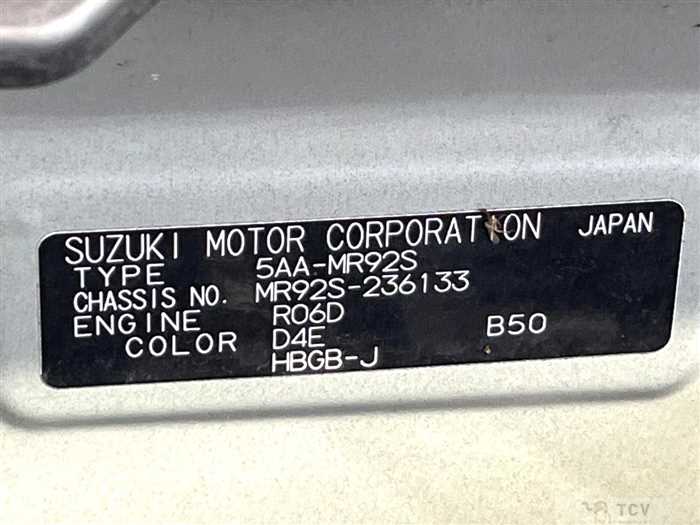 SUZUKI MOTOR CORPORATION JAPAN
TYPE 5AA-MR92S
CHASSIS NO. MR92S-236133
ENGINE R06D
COLOR D4E B50
HBGB-J
TCV